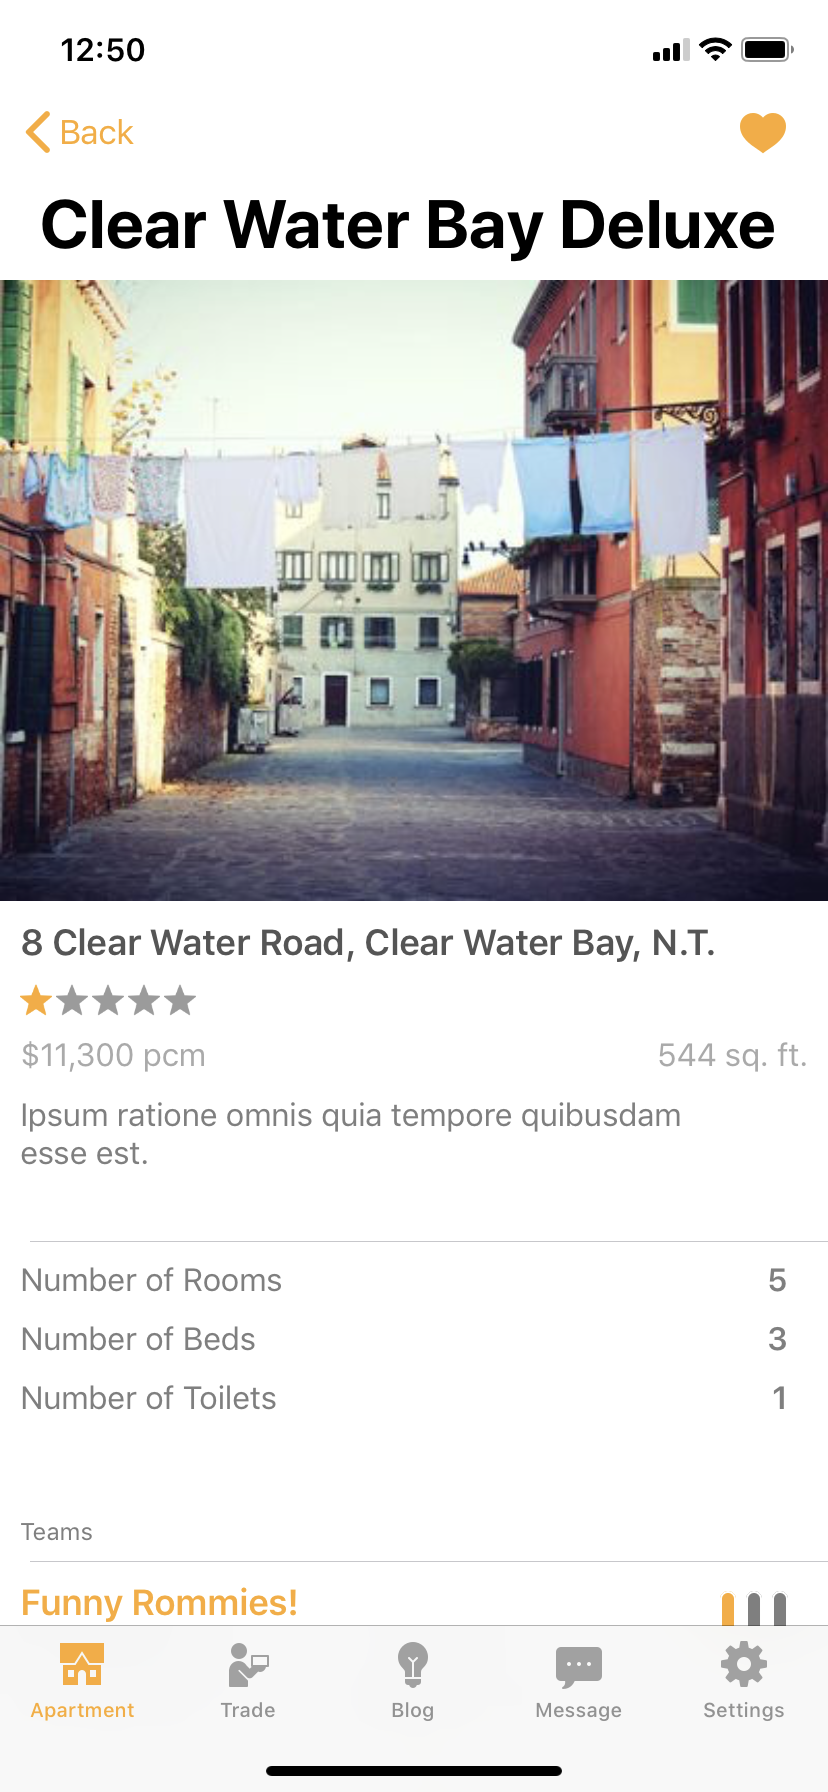 12:50
Back
Clear Water Bay Deluxe
8 Clear Water Road, Clear Water Bay, N.T.
$11,300 pcm
544 sq. ft.
Ipsum ratione omnis quia tempore quibusdam
esse est.
Number of Rooms 5
Number of Beds 3
Number of Toilets 1
Teams
Funny Rommies!
Apartment Trade Blog Message Settings